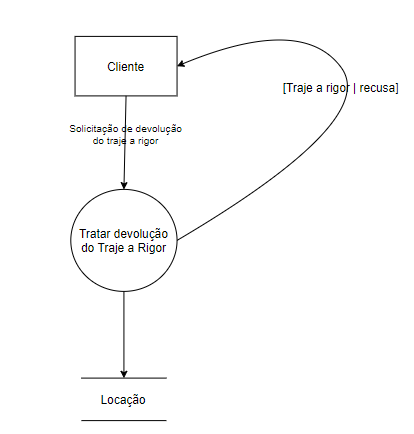 Cliente
[Traje a rigor | recusa]
Solicitação de devolução
do traje a rigor
Tratar devolução
do Traje a Rigor
Locação